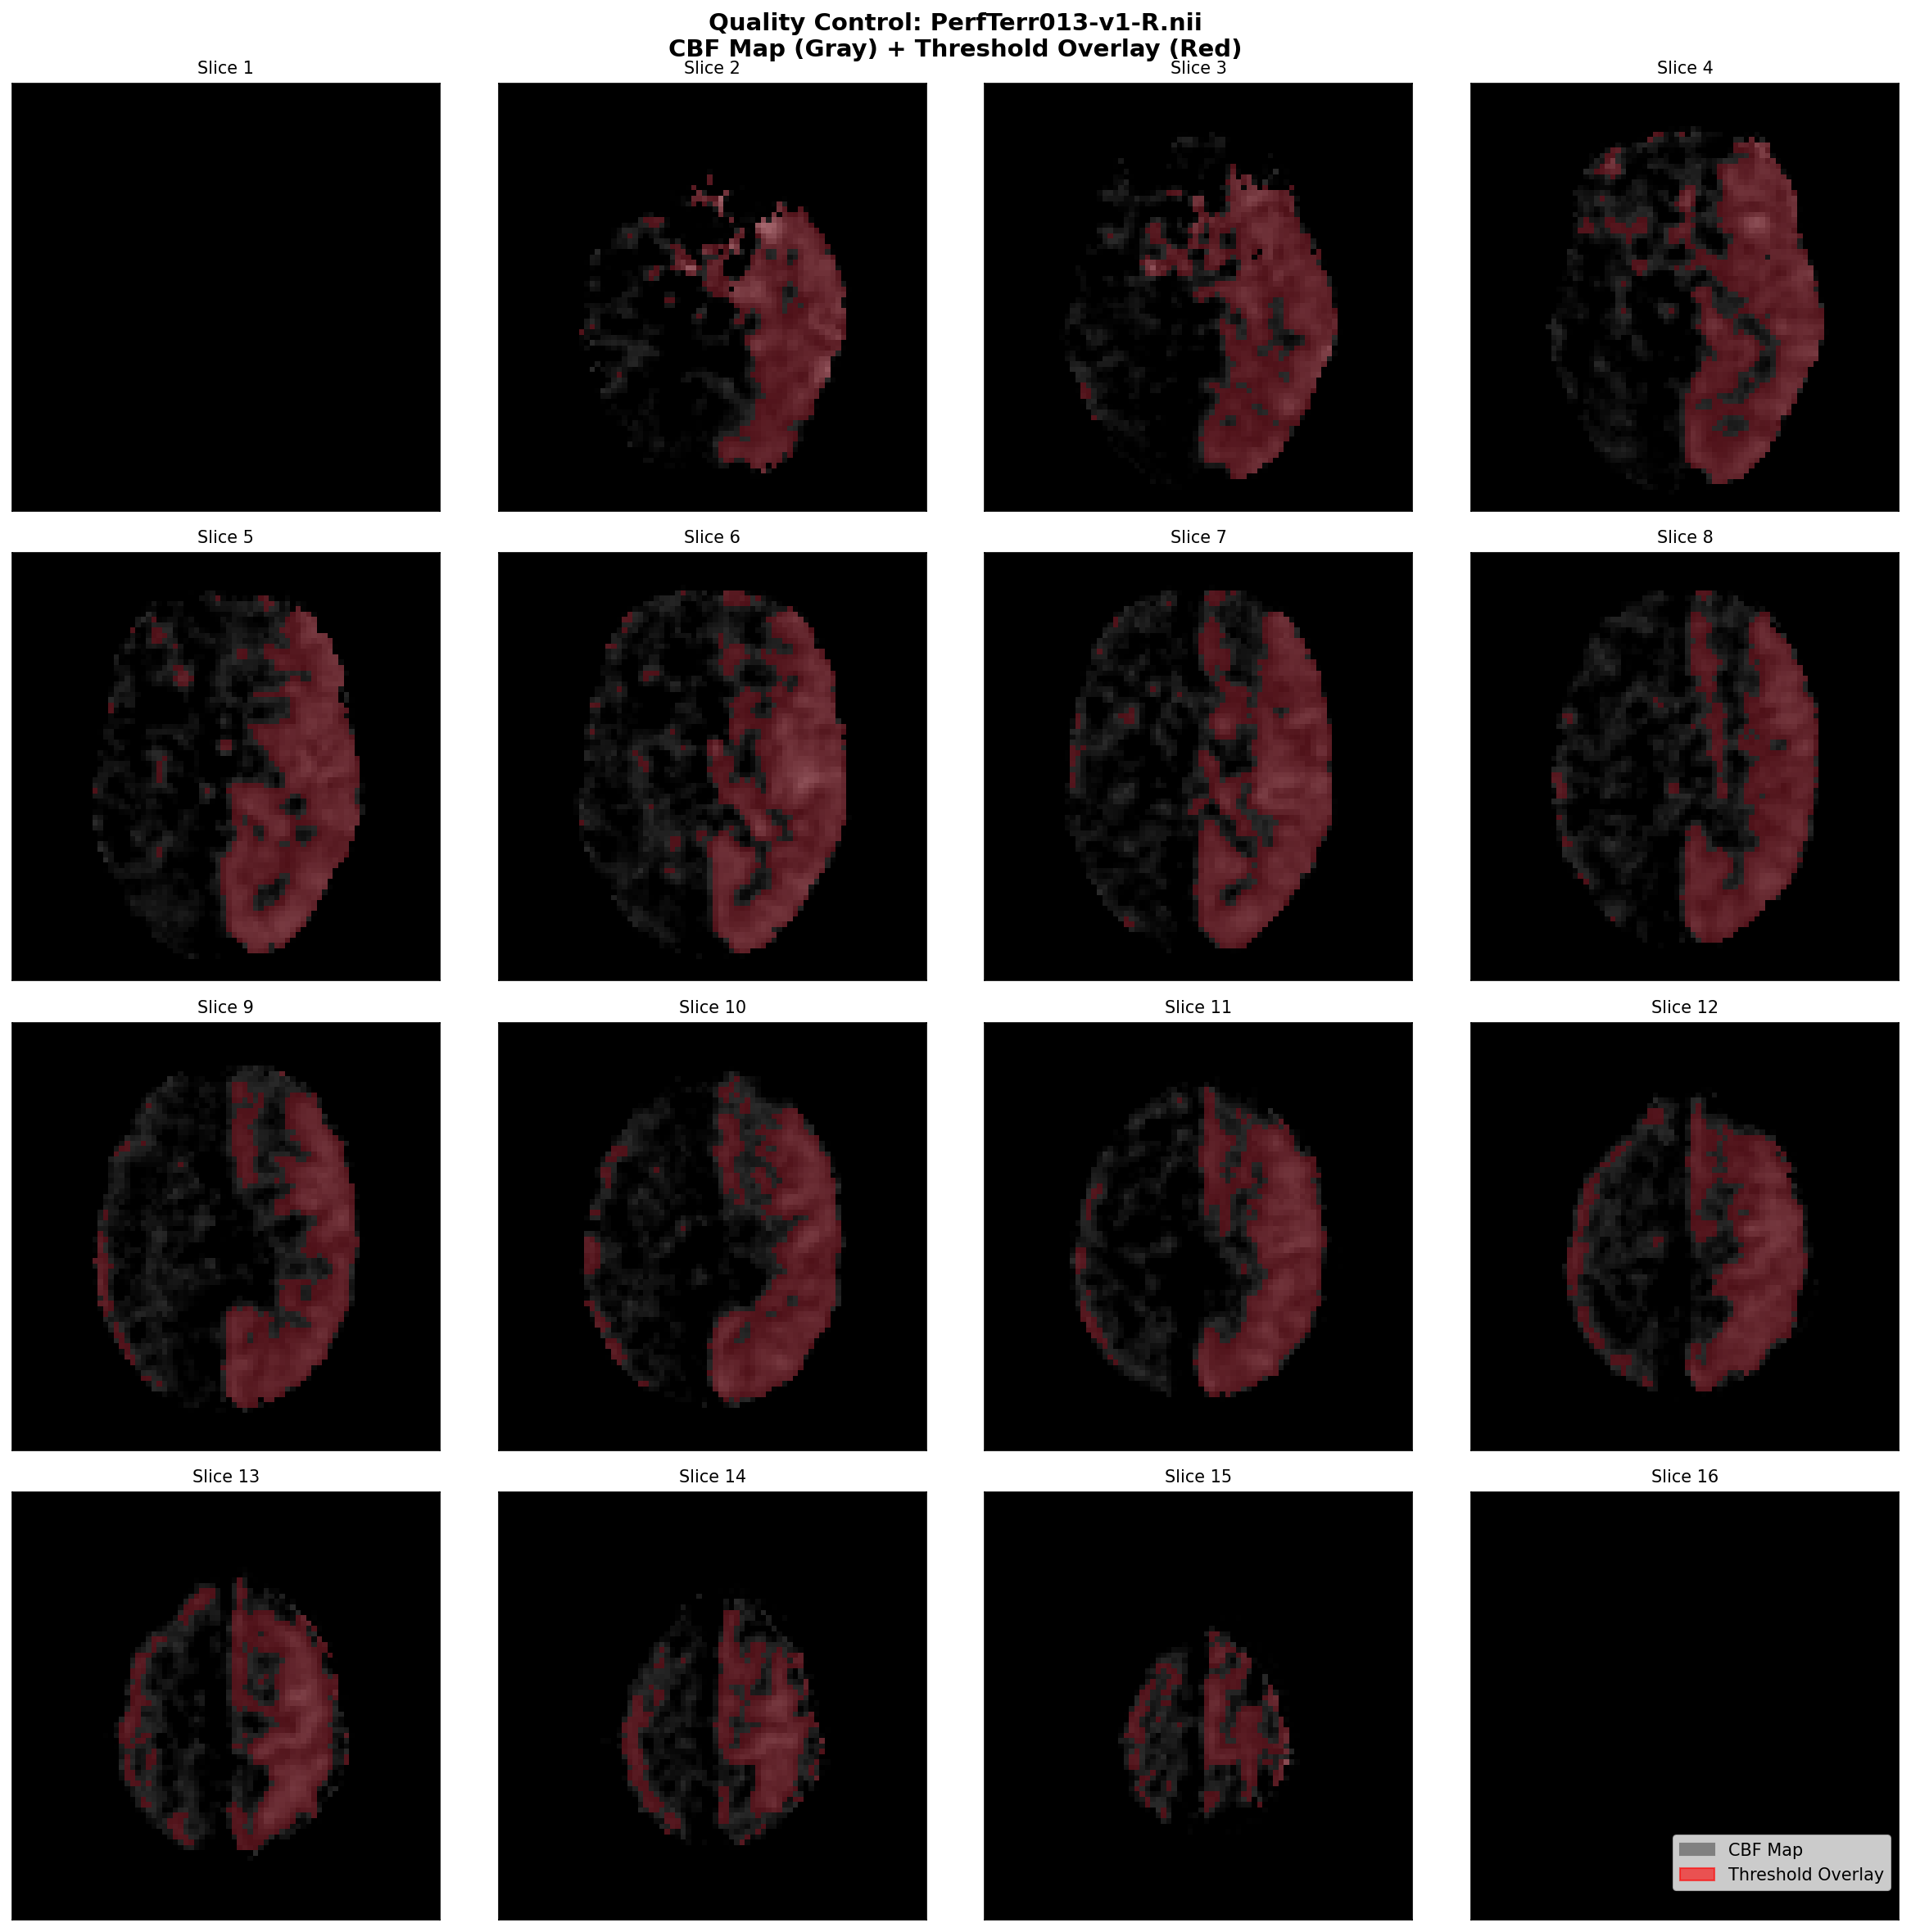 Quality Control: PerfTerr013-v1-R.nii
CBF Map (Gray) + Threshold Overlay (Red)
Slice 1
Slice 2
Slice 3
Slice 4
Slice 5
Slice 6
Slice 7
Slice 8
Slice 9
Slice 10
Slice 11
Slice 12
Slice 13
Slice 14
Slice 15
Slice 16
CBF Map
Threshold Overlay